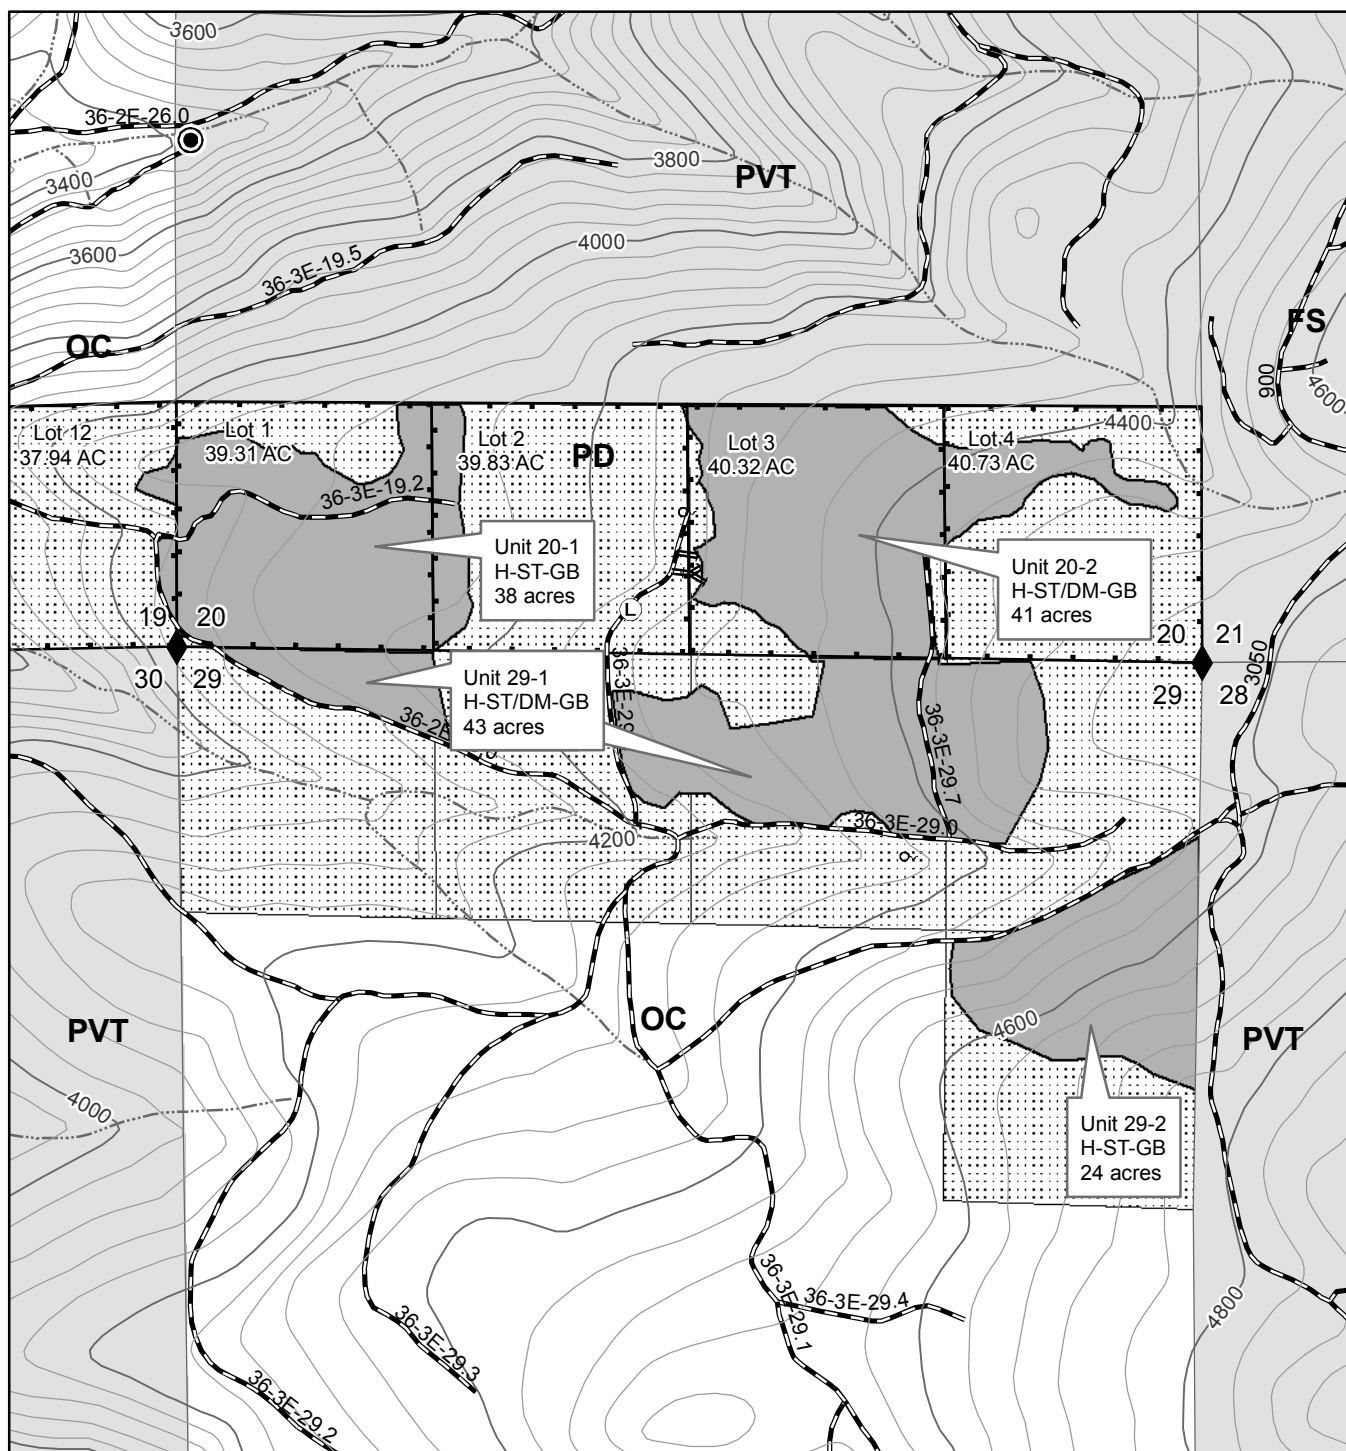 3600
36-2E-26.0
3400
3800
PVT
3600
4000
36-3E-19.5
OC
FS
900
4600
4400
Lot 12
37.94 AC
Lot 1
39.31 AC
Lot 2
39.83 AC
PD
Lot 3
40.32 AC
Lot 4
40.73 AC
36-3E-19.2
Unit 20-1
H-ST-GB
38 acres
Unit 20-2
H-ST/DM-GB
41 acres
L
19
20
20
21
30
29
29
28
3050
Unit 29-1
H-ST/DM-GB
43 acres
36-3E-29
36-2E
36-3E-29.7
36-3E-29.0
4200
PVT
OC
4600
PVT
4000
Unit 29-2
H-ST-GB
24 acres
36-3E-29.1
36-3E-29.4
4800
36-3E-29.3
36-3E-29.2